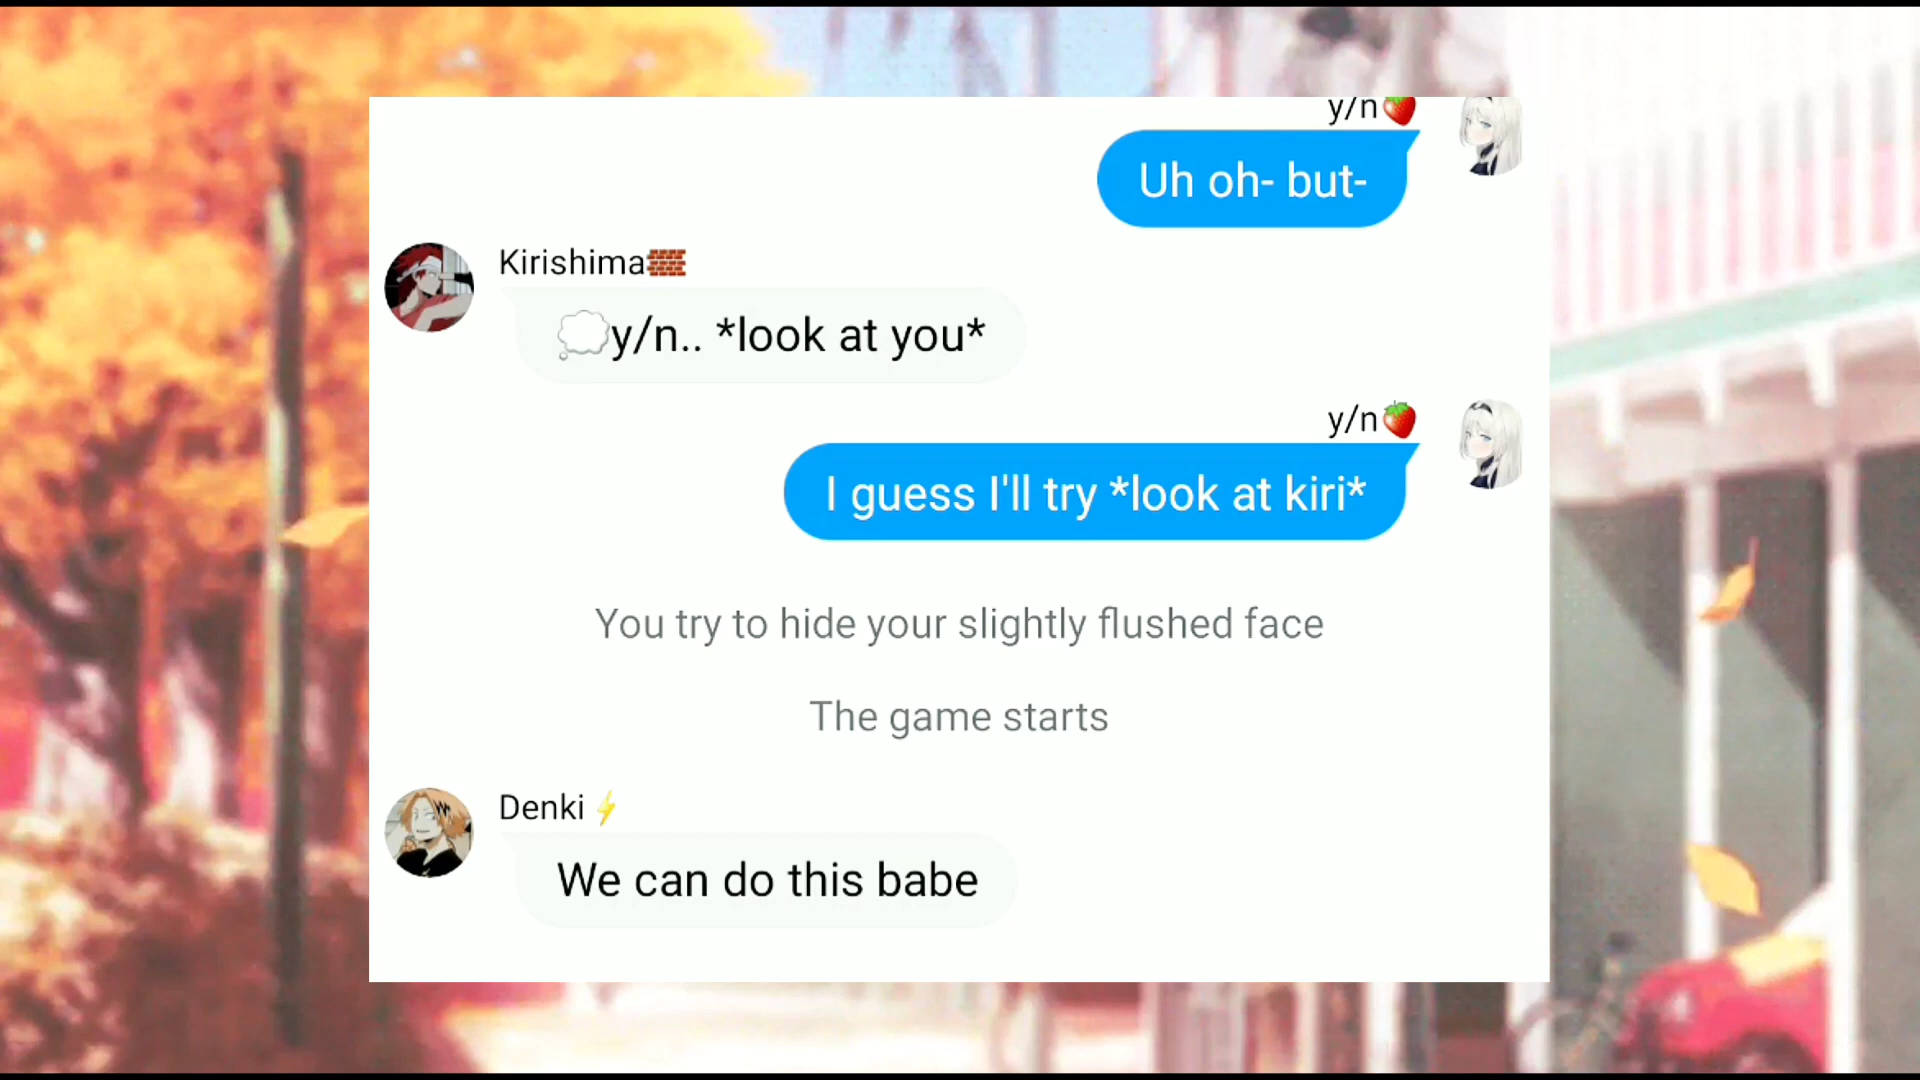 y/n🍓
Uh oh- but-
Kirishima🧱
💭y/n.. *look at you*
y/n🍓
I guess I'll try *look at kiri*
You try to hide your slightly flushed face
The game starts
Denki ⚡
We can do this babe